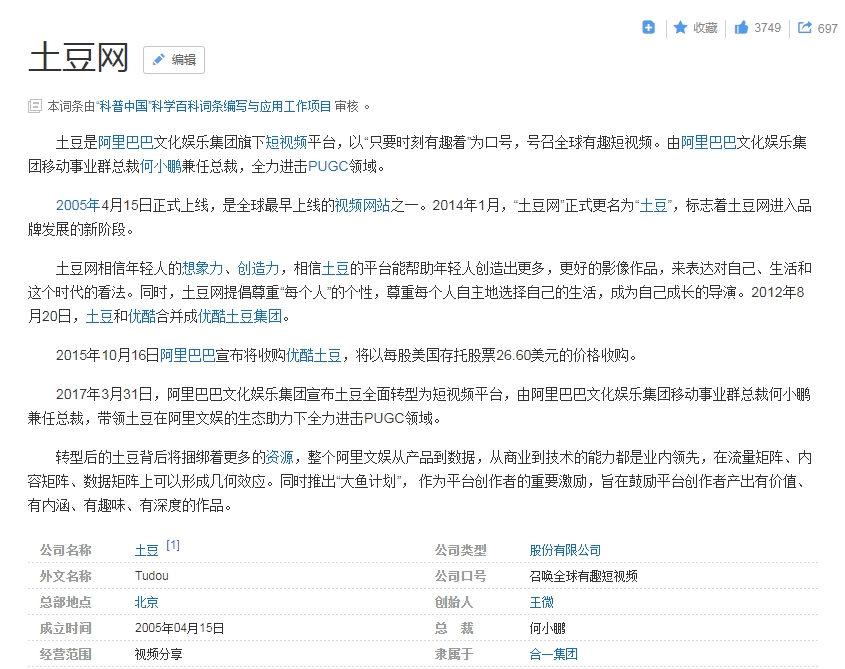 收藏 3749 697
土豆网 编辑
本词条由“科普中国”科学百科词条编写与应用工作项目 审核 。
土豆是阿里巴巴文化娱乐集团旗下短视频平台，以“只要时刻有趣着”为口号，号召全球有趣短视频。由阿里巴巴文化娱乐集
团移动事业群总裁何小鹏兼任总裁，全力进击PUGC领域。
2005年4月15日正式上线，是全球最早上线的视频网站之一。2014年1月，“土豆网”正式更名为“土豆”，标志着土豆网进入品
牌发展的新阶段。
土豆网相信年轻人的想象力、创造力，相信土豆的平台能帮助年轻人创造出更多，更好的影像作品，来表达对自己、生活和
这个时代的看法。同时，土豆网提倡尊重“每个人”的个性，尊重每个人自主地选择自己的生活，成为自己成长的导演。2012年8
月20日，土豆和优酷合并成优酷土豆集团。
2015年10月16日阿里巴巴宣布将收购优酷土豆，将以每股美国存托股票26.60美元的价格收购。
2017年3月31日，阿里巴巴文化娱乐集团宣布土豆全面转型为短视频平台，由阿里巴巴文化娱乐集团移动事业群总裁何小鹏
兼任总裁，带领土豆在阿里文娱的生态助力下全力进击PUGC领域。
转型后的土豆背后将捆绑着更多的资源，整个阿里文娱从产品到数据，从商业到技术的能力都是业内领先，在流量矩阵、内
容矩阵、数据矩阵上可以形成几何效应。同时推出“大鱼计划”， 作为平台创作者的重要激励，旨在鼓励平台创作者产出有价值、
有内涵、有趣味、有深度的作品。
公司名称 土豆 [1] 公司类型 股份有限公司
外文名称 Tudou 公司口号 召唤全球有趣短视频
总部地点 北京 创始人 王微
成立时间 2005年04月15日 总 裁 何小鹏
经营范围 视频分享 隶属于 合一集团